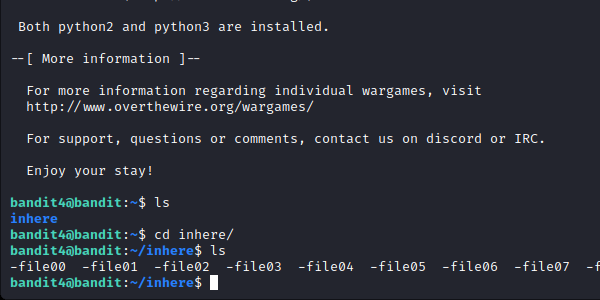 Both python2 and python3 are installed.
--[ More information ]--
For more information regarding individual wargames, visit
http://www.overthewire.org/wargames/
For support, questions or comments, contact us on discord or IRC.
Enjoy your stay!
bandit4@bandit:~$ ls
inhere
bandit4@bandit:~$ cd inhere/
bandit4@bandit:~/inhere$ ls
-file00 -file01 -file02 -file03 -file04 -file05 -file06 -file07 -f
bandit4@bandit:~/inhere$